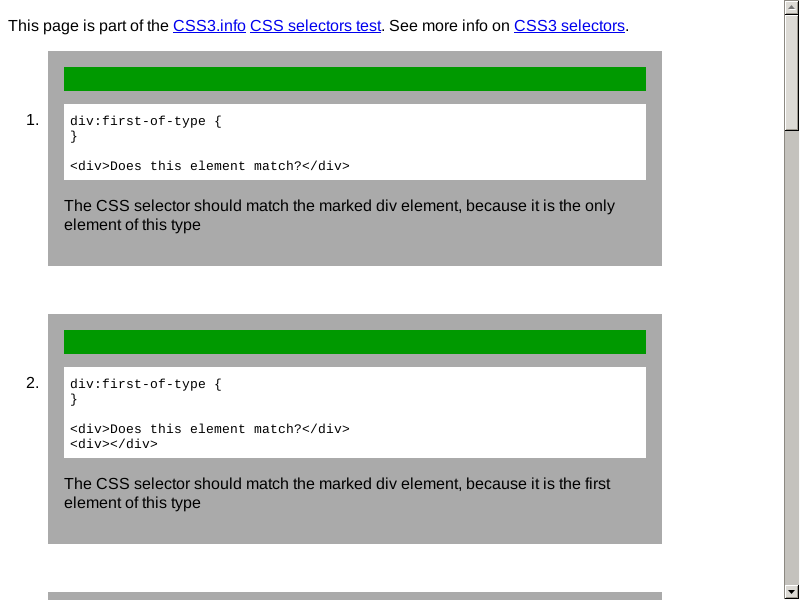 This page is part of the CSS3.info CSS selectors test. See more info on CSS3 selectors.
1.
div:first-of-type {
}
<div>Does this element match?</div>
The CSS selector should match the marked div element, because it is the only
element of this type
2.
div:first-of-type {
}
<div>Does this element match?</div>
<div></div>
The CSS selector should match the marked div element, because it is the first
element of this type